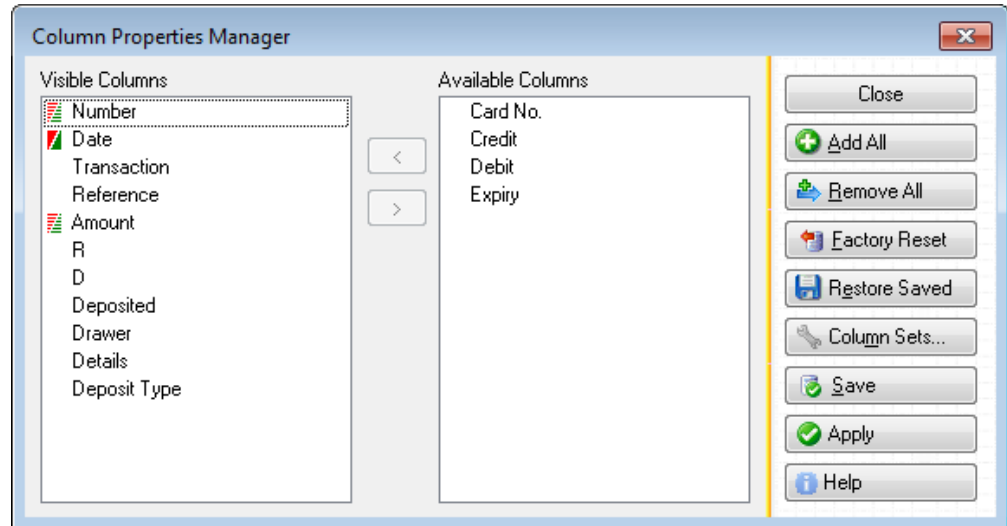 Column Properties Manager
Visible Columns
Number
Date
Transaction
Reference
Amount
R
D
Deposited
Drawer
Details
Deposit Type
<
>
Available Columns
Card No.
Credit
Debit
Expiry
Close
Add All
Remove All
Factory Reset
Restore Saved
Column Sets...
Save
Apply
Help